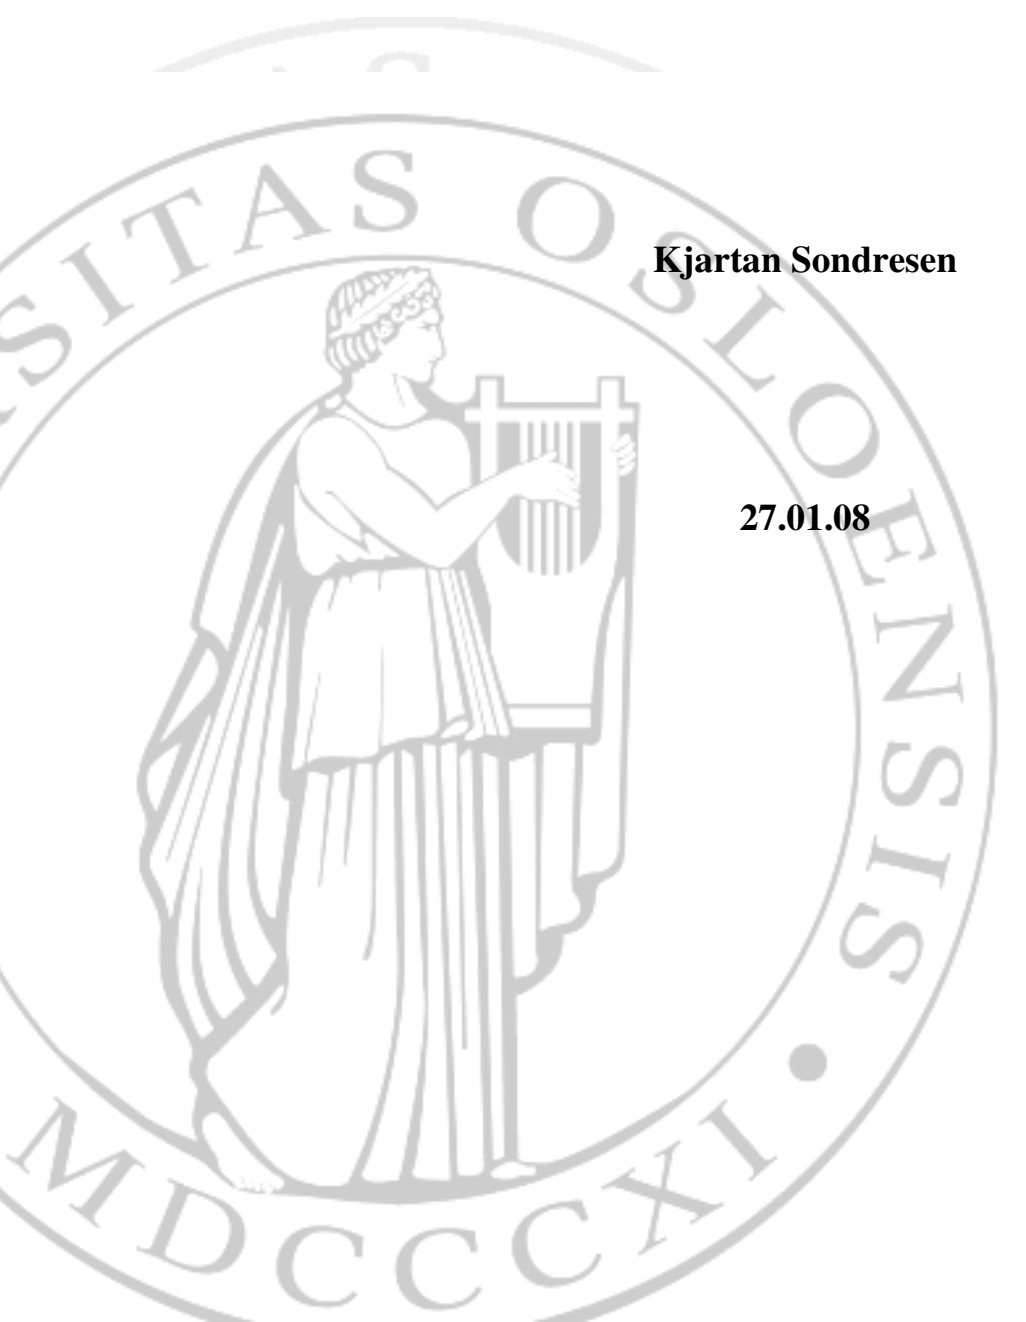 A S
SITAS OSLOENSIS
Kjartan Sondresen
27.01.08
MDCCCXI